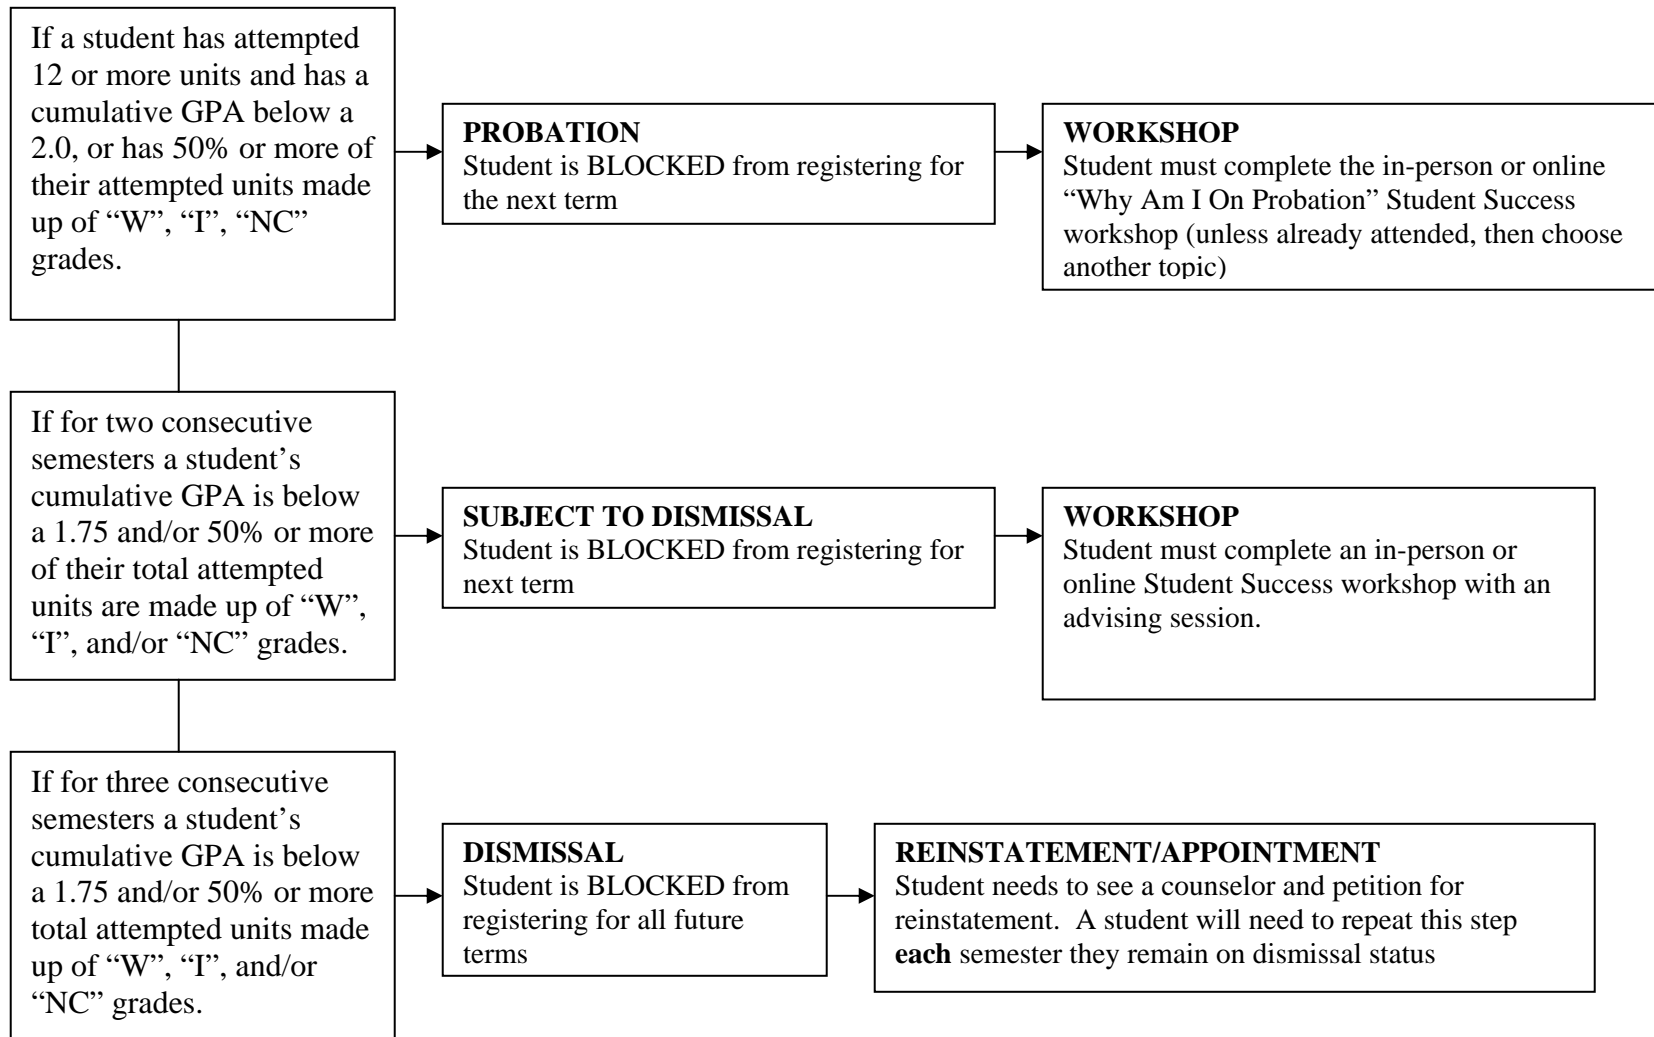 If a student has attempted
12 or more units and has a
cumulative GPA below a
2.0, or has 50% or more of
their attempted units made
up of “W”, “I”, “NC”
grades.
PROBATION
Student is BLOCKED from registering for
the next term
WORKSHOP
Student must complete the in-person or online
“Why Am I On Probation” Student Success
workshop (unless already attended, then choose
another topic)
If for two consecutive
semesters a student’s
cumulative GPA is below
a 1.75 and/or 50% or more
of their total attempted
units are made up of “W”,
“I”, and/or “NC” grades.
SUBJECT TO DISMISSAL
Student is BLOCKED from registering for
next term
WORKSHOP
Student must complete an in-person or
online Student Success workshop with an
advising session.
If for three consecutive
semesters a student’s
cumulative GPA is below
a 1.75 and/or 50% or more
total attempted units made
up of “W”, “I”, and/or
“NC” grades.
DISMISSAL
Student is BLOCKED from
registering for all future
terms
REINSTATEMENT/APPOINTMENT
Student needs to see a counselor and petition for
reinstatement.  A student will need to repeat this step
each semester they remain on dismissal status